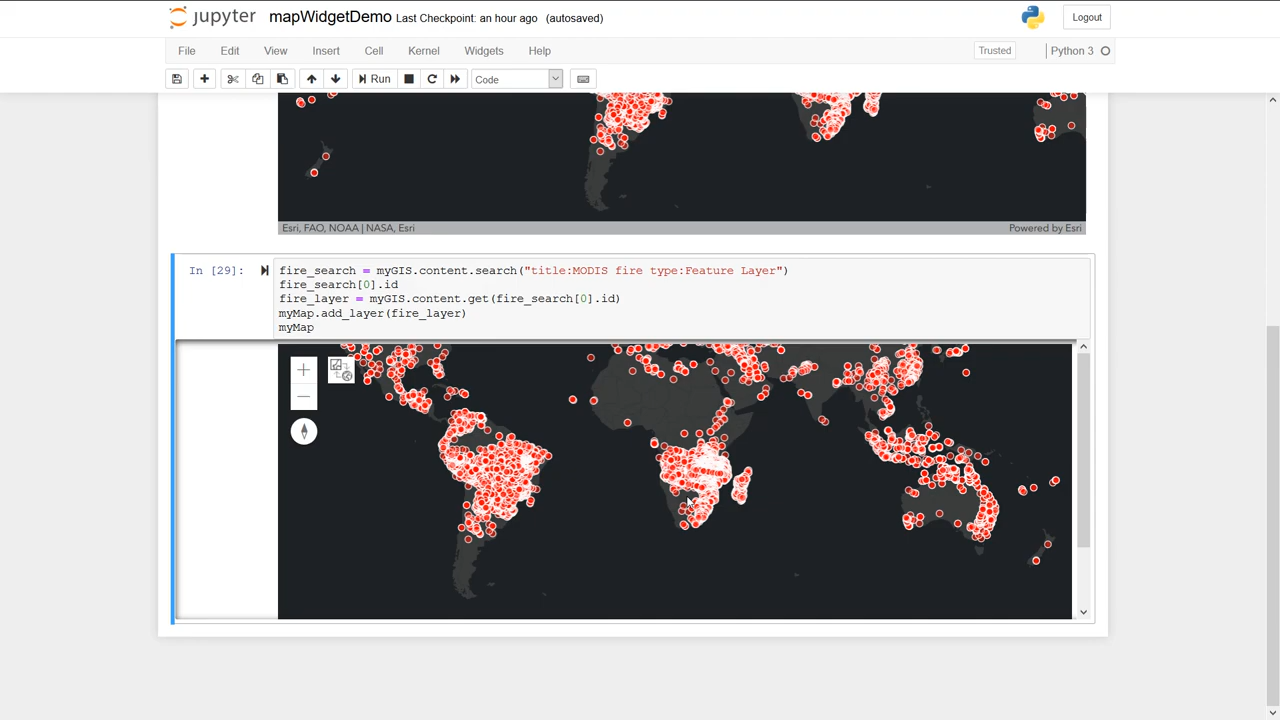 jupyter mapWidgetDemo Last Checkpoint: an hour ago (autosaved)
Logout
File Edit View Insert Cell Kernel Widgets Help Trusted Python 3
Run Code
Esri, FAO, NOAA | NASA, Esri Powered by Esri
In [29]: fire_search = myGIS.content.search("title:MODIS fire type:Feature Layer")
fire_search[0].id
fire_layer = myGIS.content.get(fire_search[0].id)
myMap.add_layer(fire_layer)
myMap